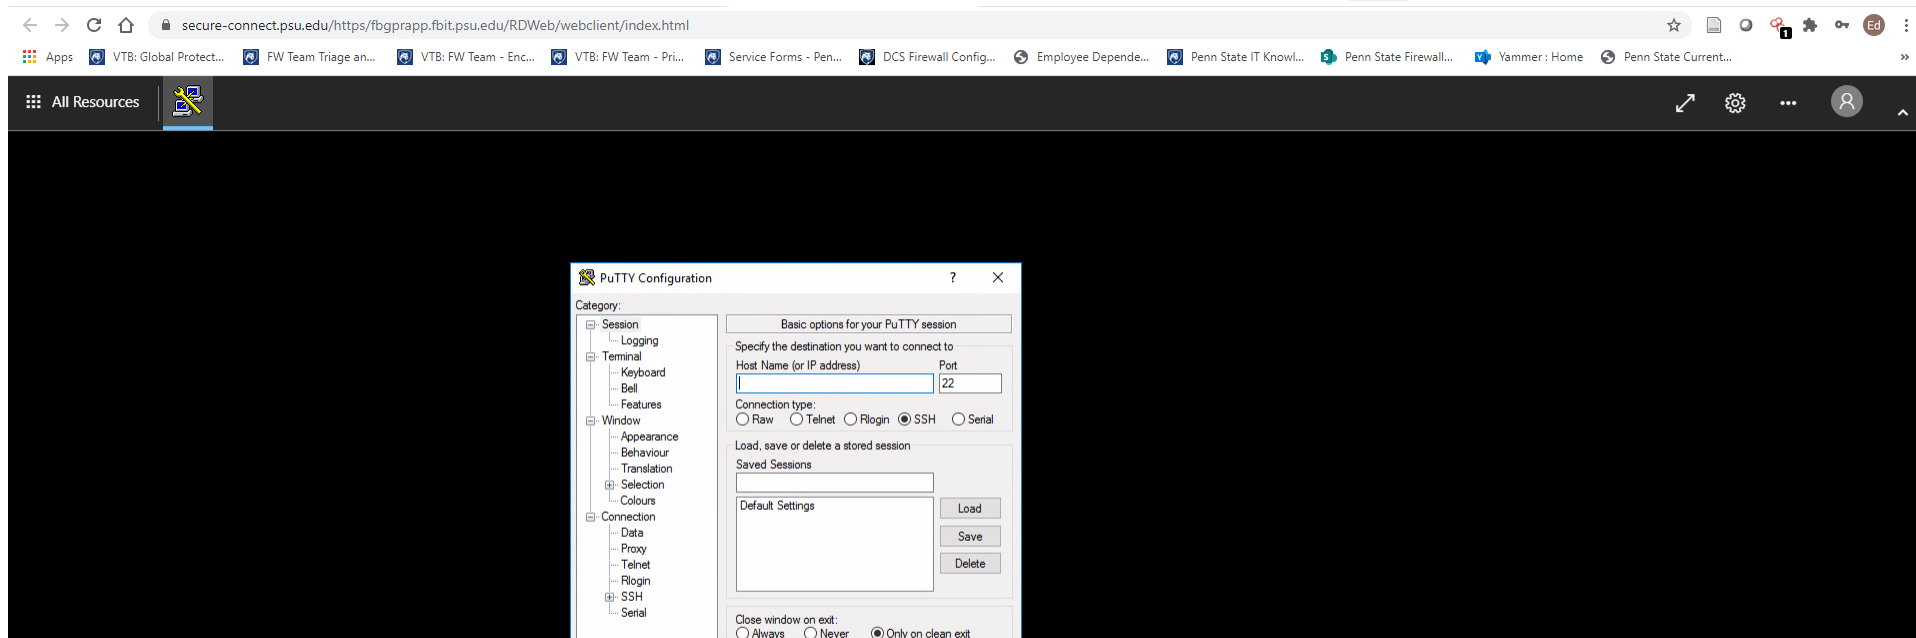 secure-connect.psu.edu/https/fbgprapp.fbit.psu.edu/RDWeb/webclient/index.html
1
Ed
Apps VTB: Global Protect... FW Team Triage an... VTB: FW Team - Enc... VTB: FW Team - Pri... Service Forms - Pen... DCS Firewall Config... Employee Depende... Penn State IT Knowl... Penn State Firewall... Yammer : Home Penn State Current... »
All Resources
PuTTY Configuration ?
Category:
Session
Logging
Terminal
Keyboard
Bell
Features
Window
Appearance
Behaviour
Translation
Selection
Colours
Connection
Data
Proxy
Telnet
Rlogin
SSH
Serial
Basic options for your PuTTY session
Specify the destination you want to connect to
Host Name (or IP address) Port
22
Connection type:
Raw Telnet Rlogin SSH Serial
Load, save or delete a stored session
Saved Sessions
Default Settings
Load
Save
Delete
Close window on exit:
Always Never Only on clean exit